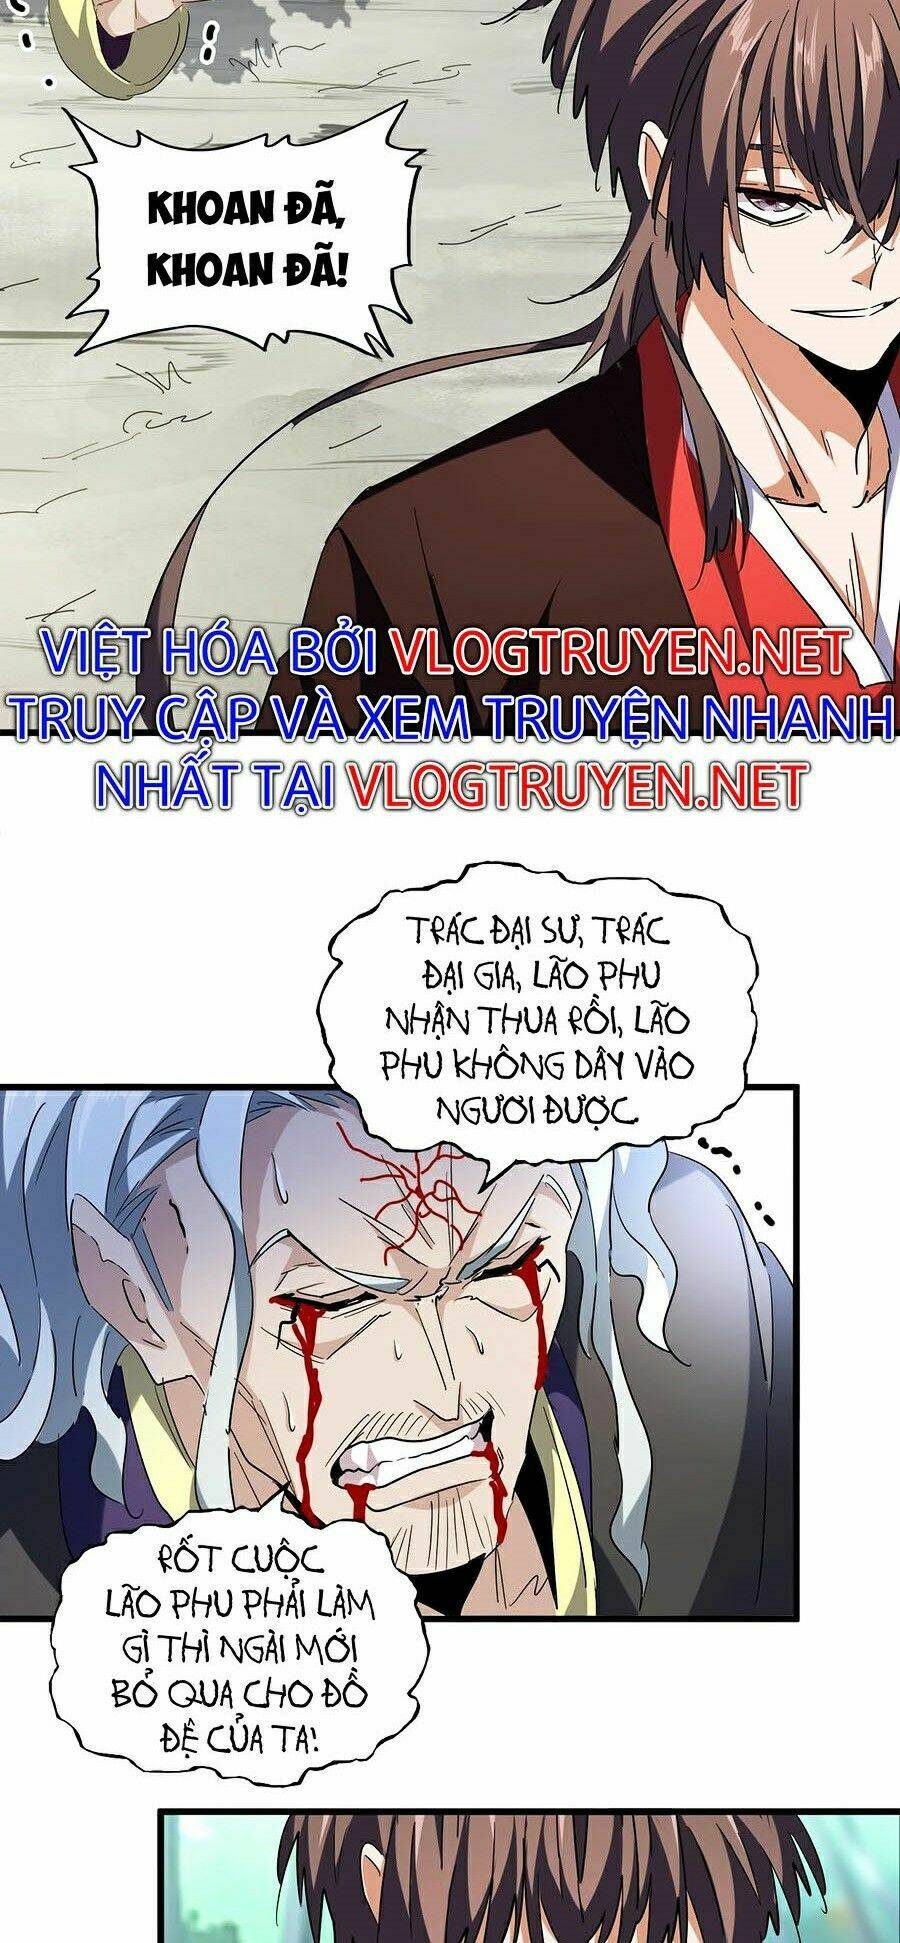 KHOAN ĐÃ,
KHOAN ĐÃ!
VIỆT HÓA BỞI VLOGTRUYEN.NET
TRUY CẬP VÀ XEM TRUYỆN NHANH
NHẤT TẠI VLOGTRUYEN.NET
TRÁC ĐẠI SƯ, TRÁC
ĐẠI GIA, LÃO PHU
NHẬN THUA RỒI, LÃO
PHU KHÔNG DÂY VÀO
NGƯƠI ĐƯỢC.
RỐT CUỘC
LÃO PHU PHẢI LÀM
GÌ THÌ NGÀI MỚI
BỎ QUA CHO ĐỒ
ĐỆ CỦA TA!